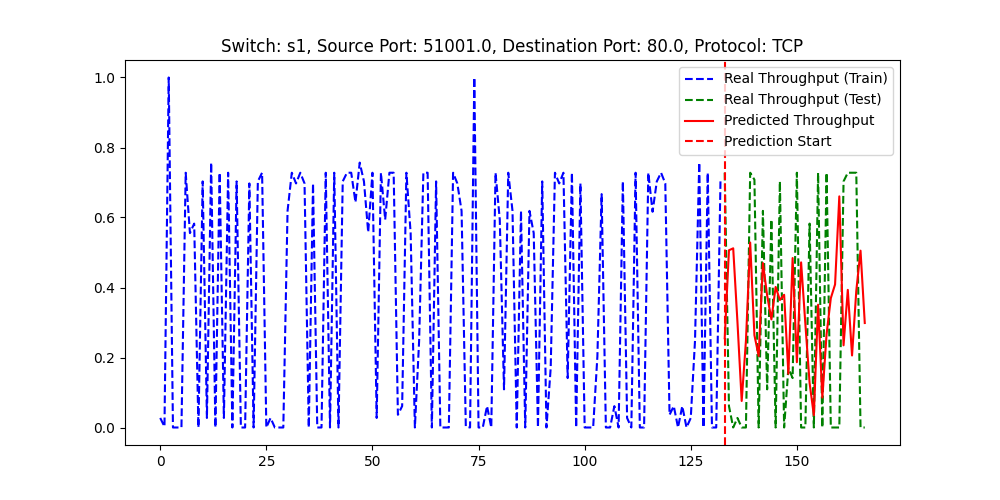 Switch: s1, Source Port: 51001.0, Destination Port: 80.0, Protocol: TCP
Real Throughput (Train)
Real Throughput (Test)
Predicted Throughput
Prediction Start
1.0
0.8
0.6
0.4
0.2
0.0
0 25 50 75 100 125 150